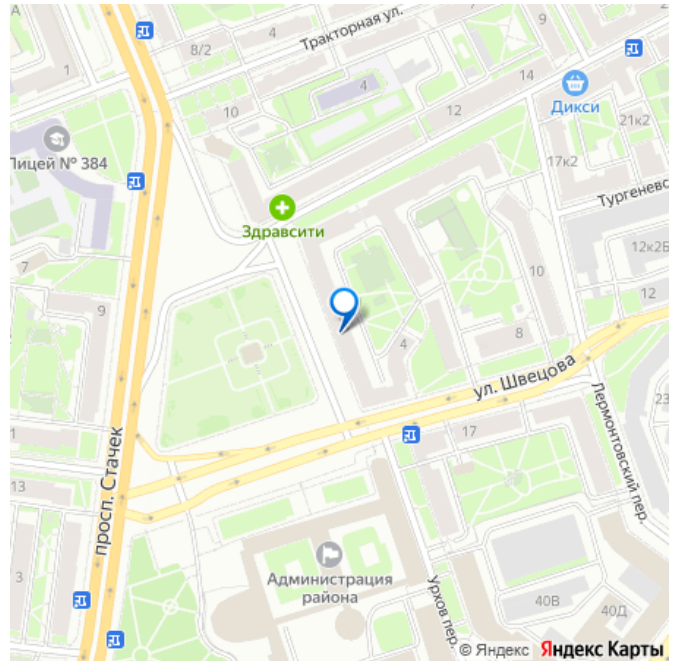 А
1
8/2
4
Тракторная ул.
9
14
Дикси
21к2
4
10
12
17к2
Лицей № 384
Тургеневс
Здравсити
7
12к2Б
10
12
9
4
8
ул. Швецова
23
1
17
просп. Стачек
Лермонтовский пер.
13
Администрация
района
3
Урхов пер.
40В
40Д
© Яндекс Яндекс Карты